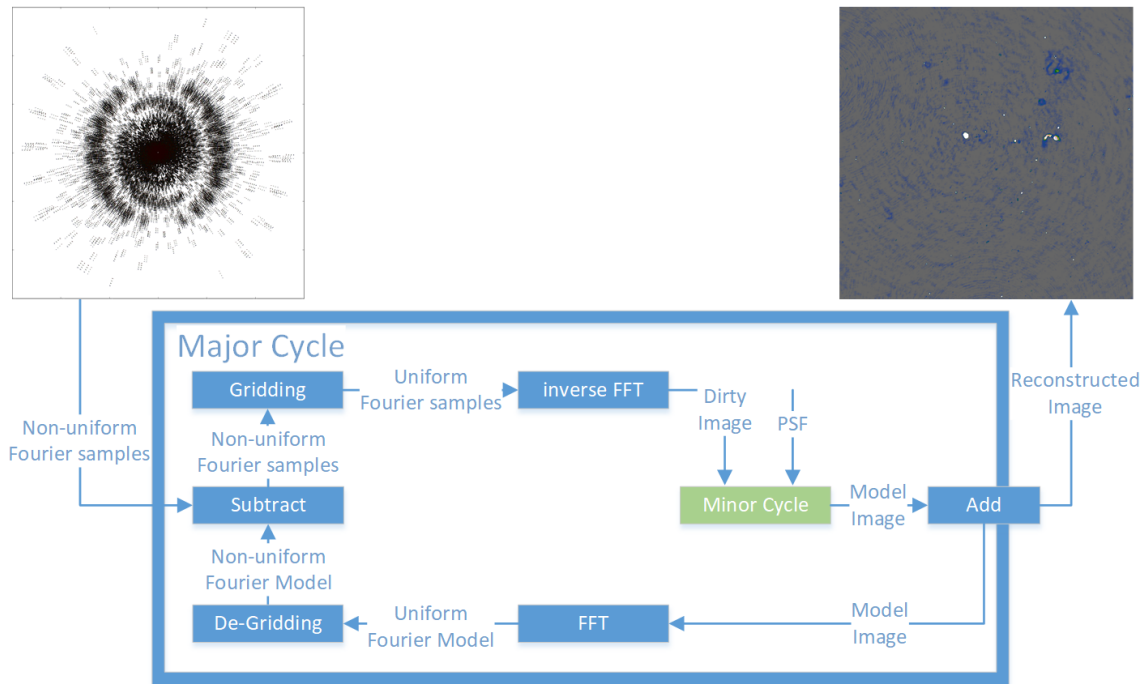 Major Cycle
Gridding
Uniform
Fourier samples
inverse FFT
Dirty
Image
PSF
Reconstructed
Image
Non-uniform
Fourier samples
Non-uniform
Fourier samples
Subtract
Minor Cycle
Model
Image
Add
Non-uniform
Fourier Model
De-Gridding
Uniform
Fourier Model
FFT
Model
Image